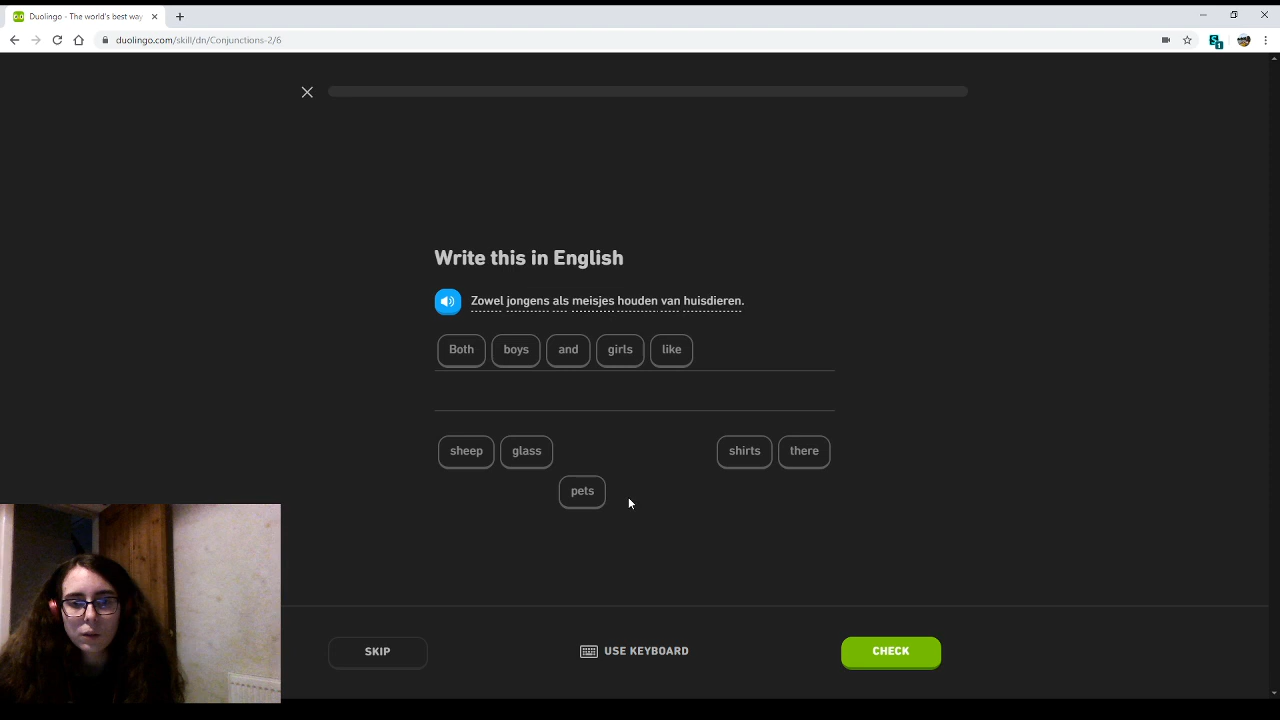 Duolingo - The world's best way
duolingo.com/skill/dn/Conjunctions-2/6
Write this in English
Zowel jongens als meisjes houden van huisdieren.
Both boys and girls like
sheep glass shirts there
pets
SKIP USE KEYBOARD CHECK